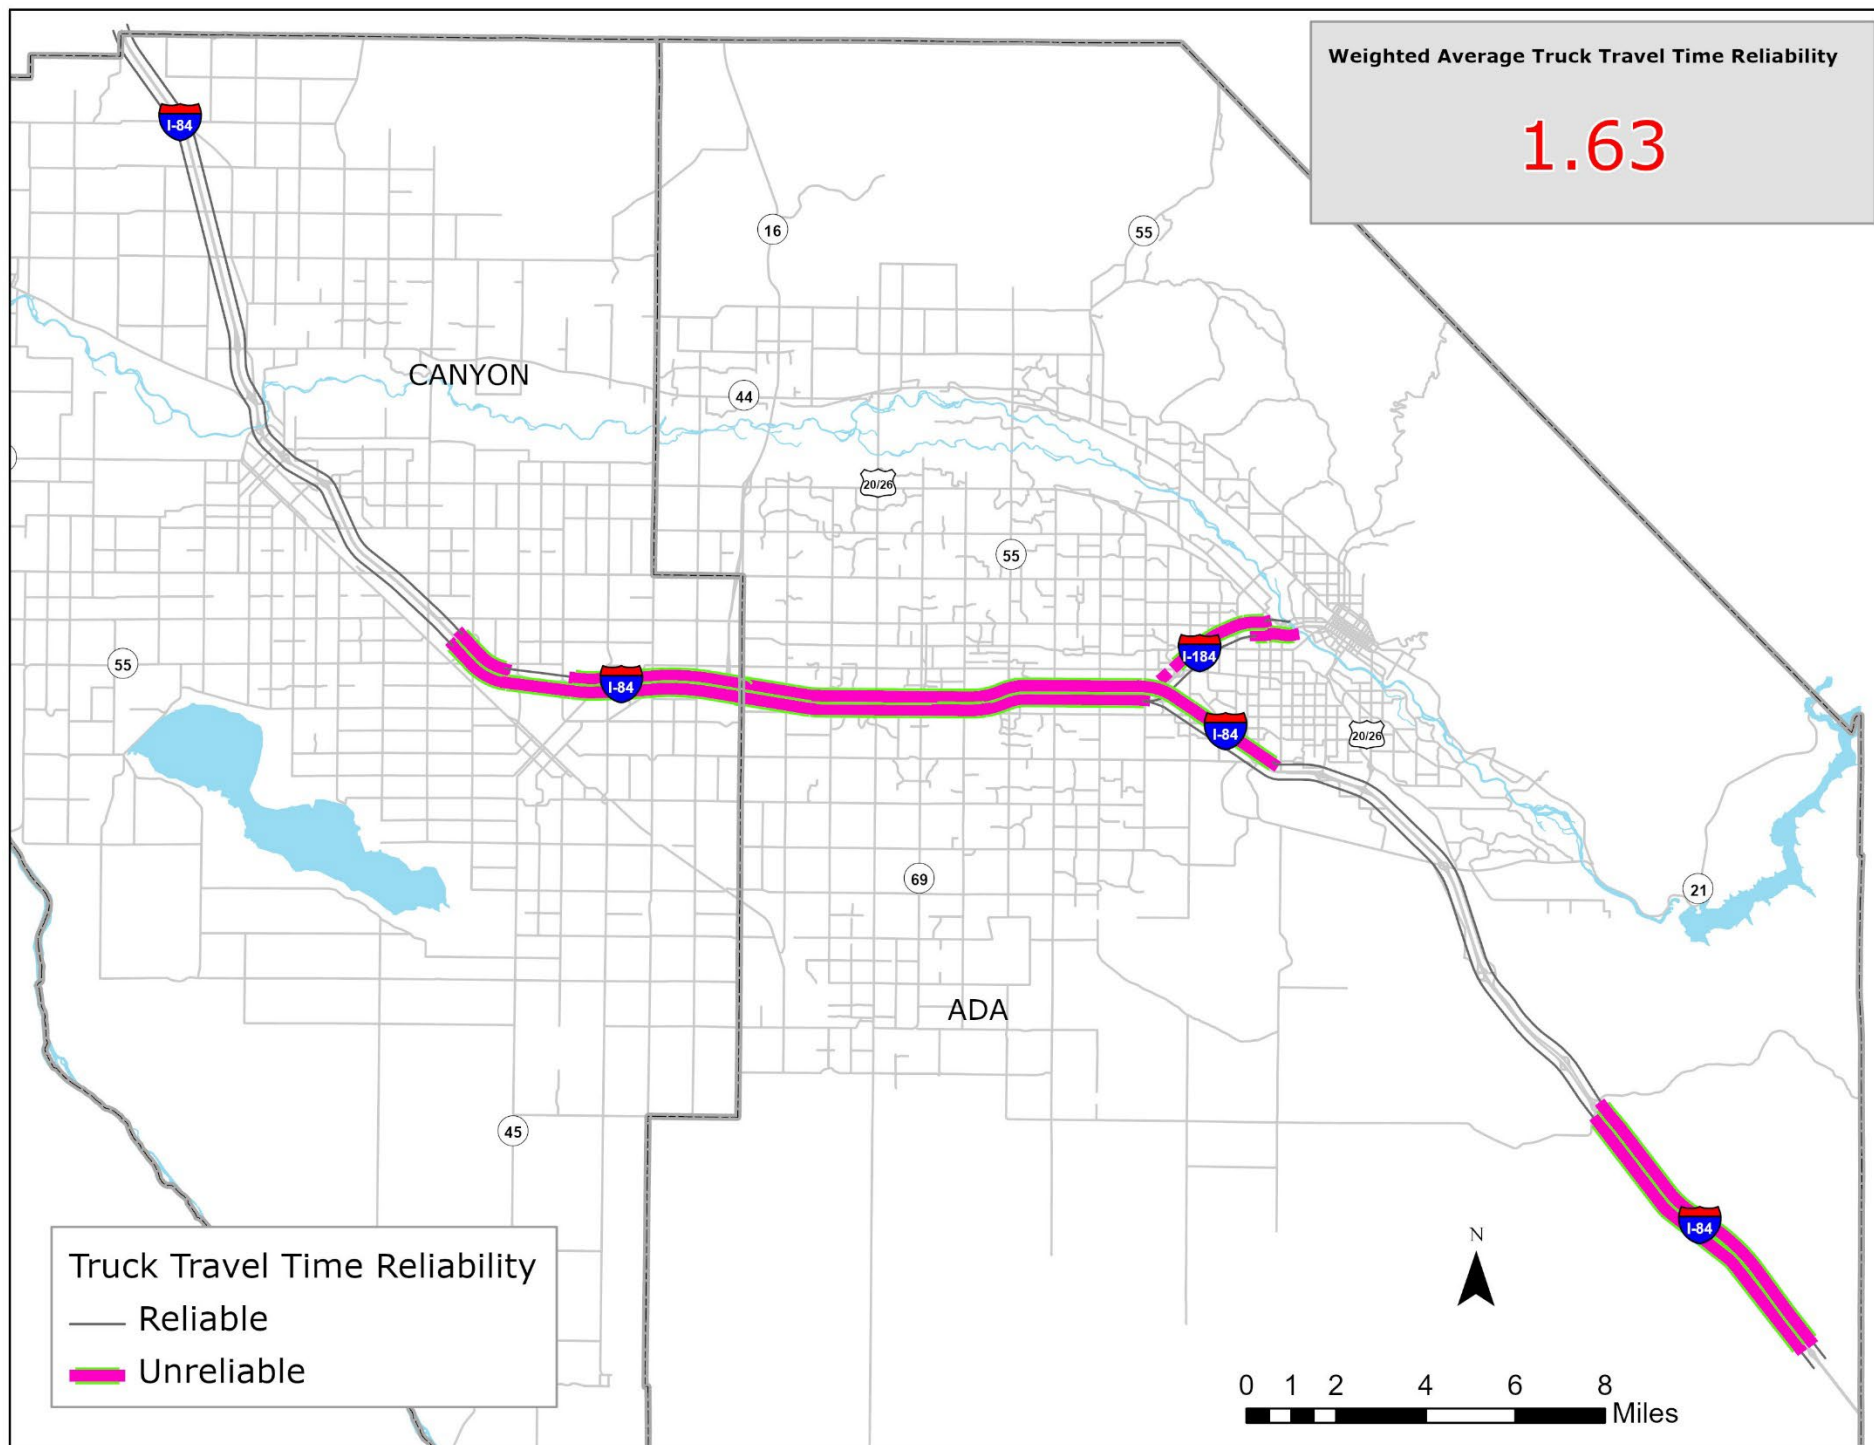 Weighted Average Truck Travel Time Reliability
1.63
I-84
16
55
CANYON
44
20/26
55
I-184
55
I-84
I-84
20/26
69
21
ADA
45
I-84
N
Truck Travel Time Reliability
Reliable
Unreliable
0 1 2 4 6 8
Miles